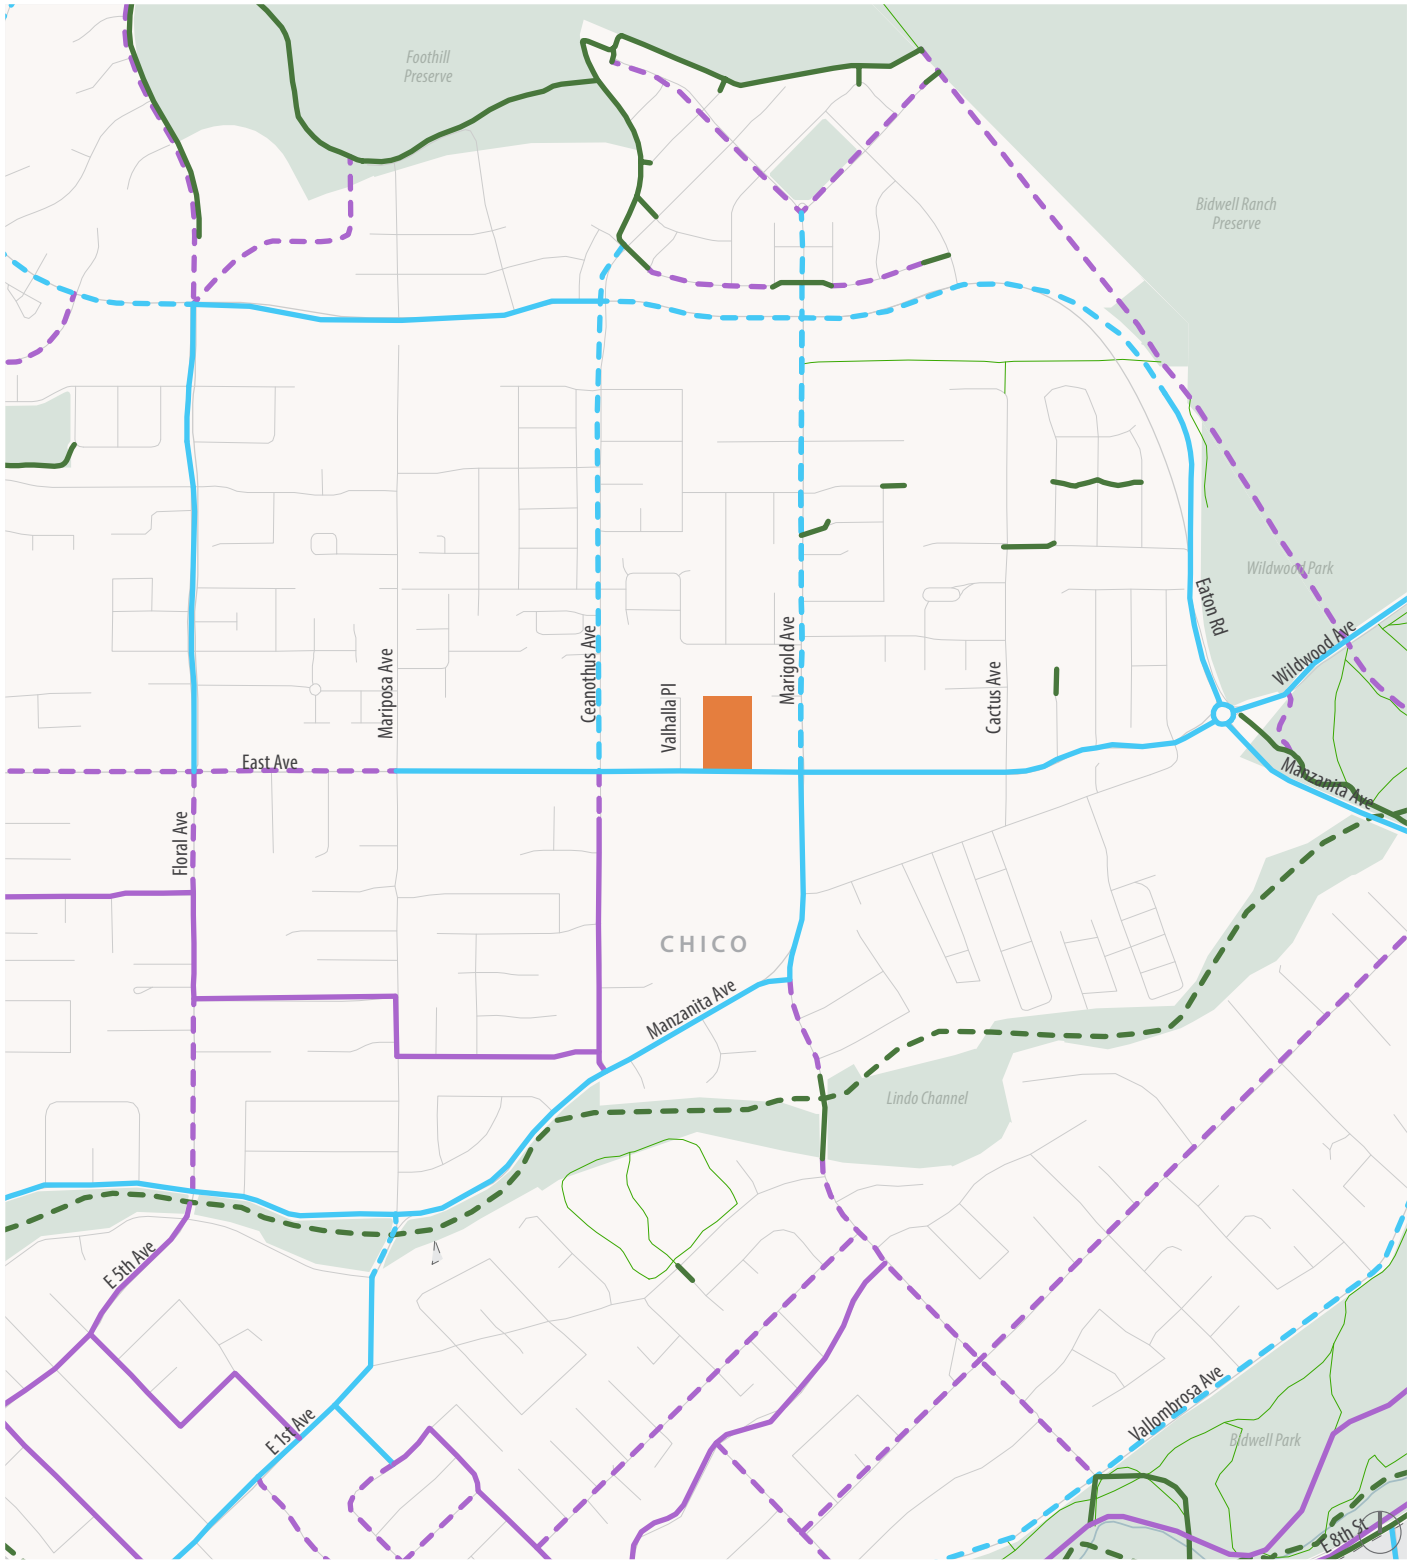 Foothill
Preserve
Bidwell Ranch
Preserve
Wildwood Park
Eaton Rd
Wildwood Ave
Marigold Ave
Ceanothus Ave
Mariposa Ave
Valhalla Pl
Cactus Ave
East Ave
Manzanita Ave
Floral Ave
CHICO
Manzanita Ave
Lindo Channel
E 5th Ave
Vallombrosa Ave
E 1st Ave
Bidwell Park
E 8th St